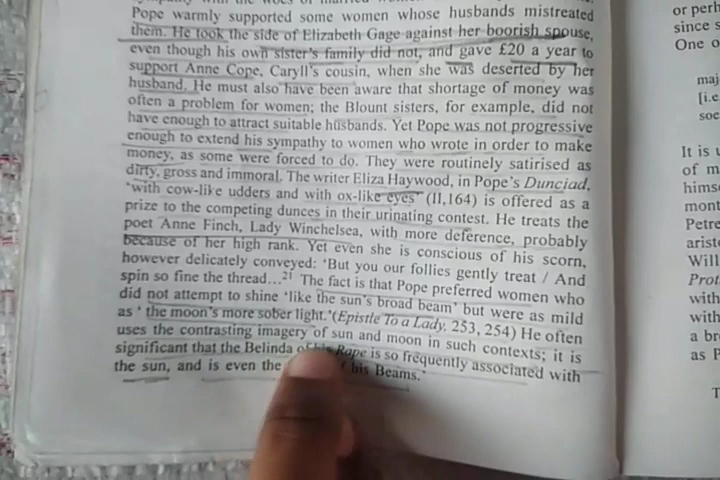 Pope warmly supported some women whose husbands mistreated
them. He took the side of Elizabeth Gage against her boorish spouse,
even though his own sister's family did not, and gave £20 a year to
support Anne Cope, Caryll's cousin, when she was deserted by her
husband. He must also have been aware that shortage of money was
often a problem for women; the Blount sisters, for example, did not
have enough to attract suitable husbands. Yet Pope was not progressive
enough to extend his sympathy to women who wrote in order to make
money, as some were forced to do. They were routinely satirised as
dirty, gross and immoral. The writer Eliza Haywood, in Pope's Dunciad,
'with cow-like udders and with ox-like eyes' (II,164) is offered as a
prize to the competing dunces in their urinating contest. He treats the
poet Anne Finch, Lady Winchelsea, with more deference, probably
because of her high rank. Yet even she is conscious of his scorn,
however delicately conveyed: 'But you our follies gently treat / And
spin so fine the thread...'²¹ The fact is that Pope preferred women who
did not attempt to shine 'like the sun's broad beam' but were as mild
as ' the moon's more sober light.'(Epistle To a Lady, 253, 254) He often
uses the contrasting imagery of sun and moon in such contexts; it is
significant that the Belinda of his Rape is so frequently associated with
the sun, and is even the his Beams.'
or
since
One
maj
[i.e
soe
It is
of m
himse
mont
Petre
arist
Will
Prot
with
with
a br
as P
T